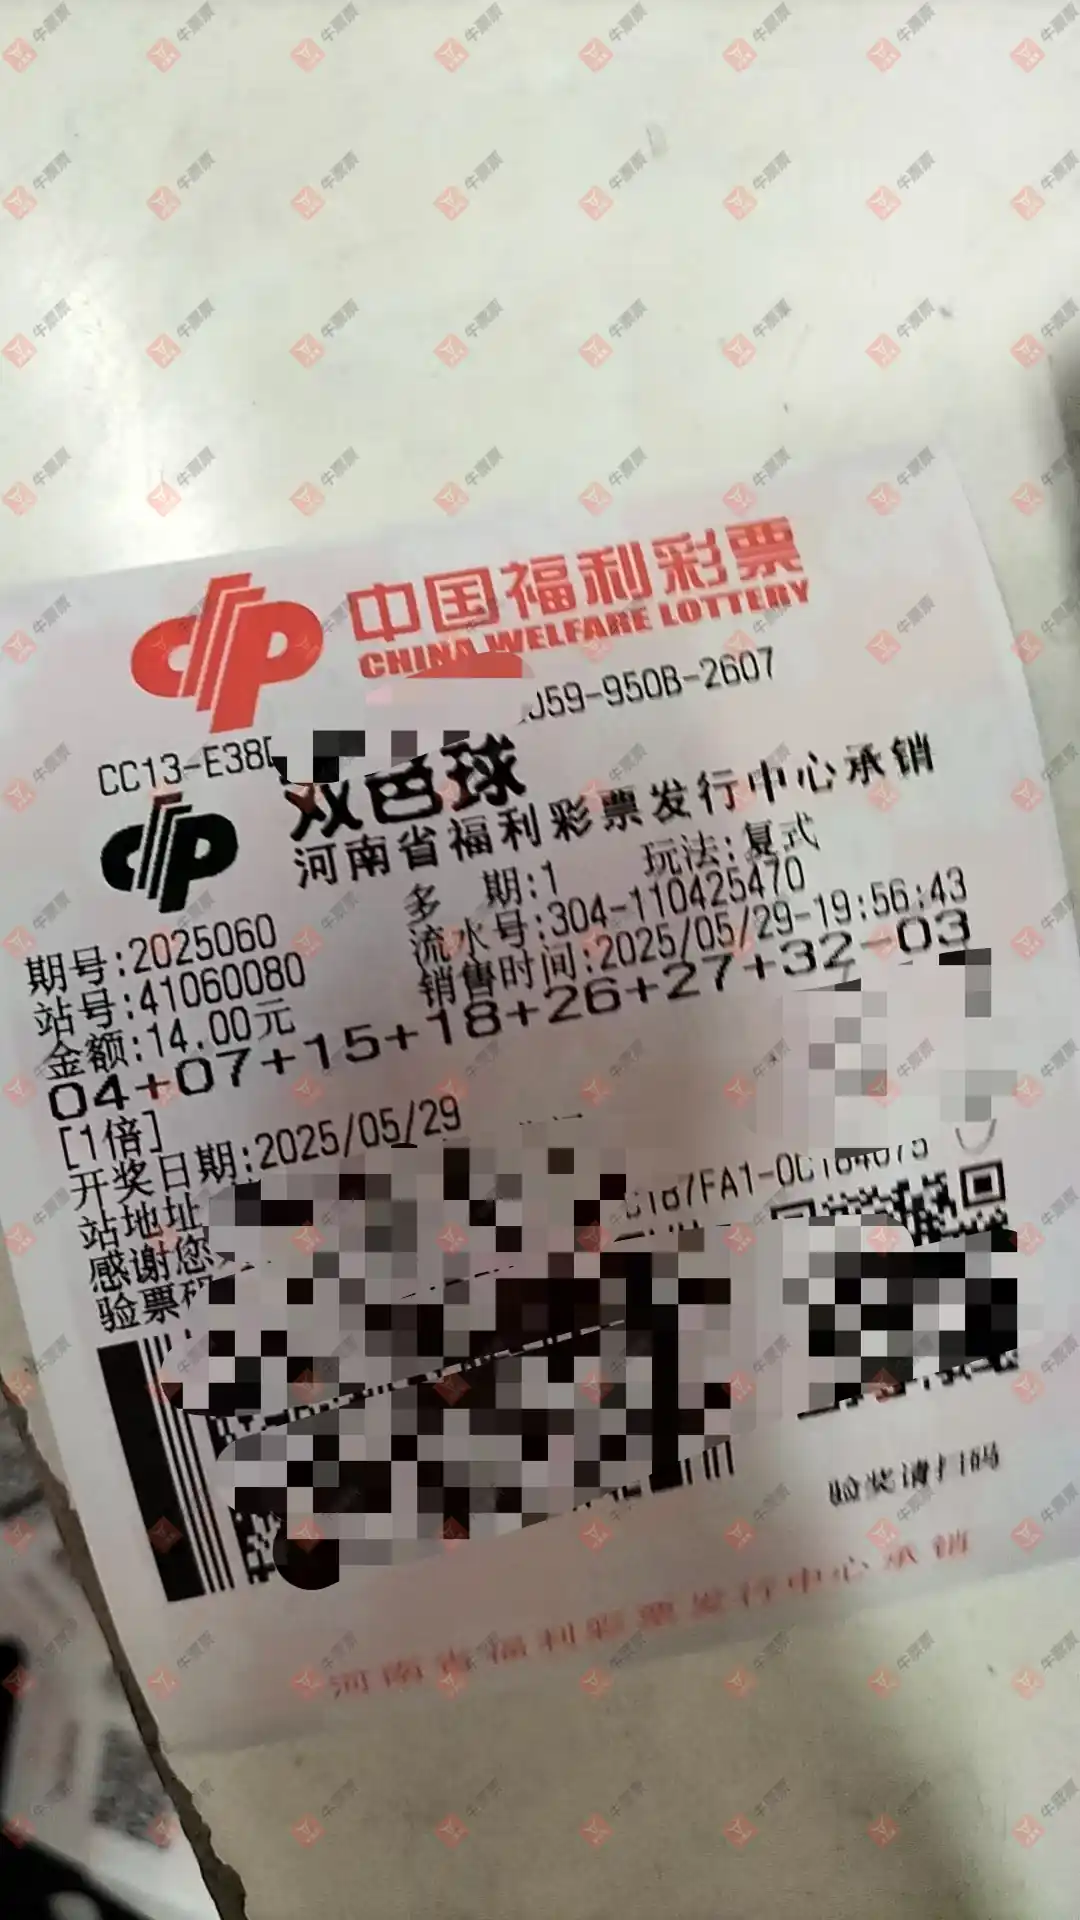 中国福利彩票
CHINA WELFARE LOTTERY
CC13-E38 059-950B-2607
双色球
河南省福利彩票发行中心承销
多 期:1 玩法:复式
期号:2025060 流水号:304-110425470
站号:41060080 销售时间:2025/05/29-19:56:43
金额:14.00元
04+07+15+18+26+27+32-03
[1倍]
开奖日期:2025/05/29
站地址
感谢您
验票码
验奖请扫码
河南省福利彩票发行中心承销
牛票票